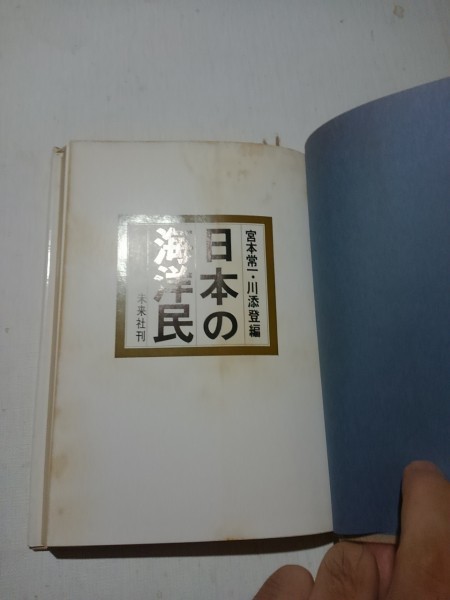 宮本常一・川添登編
日本の
海洋民
未来社刊